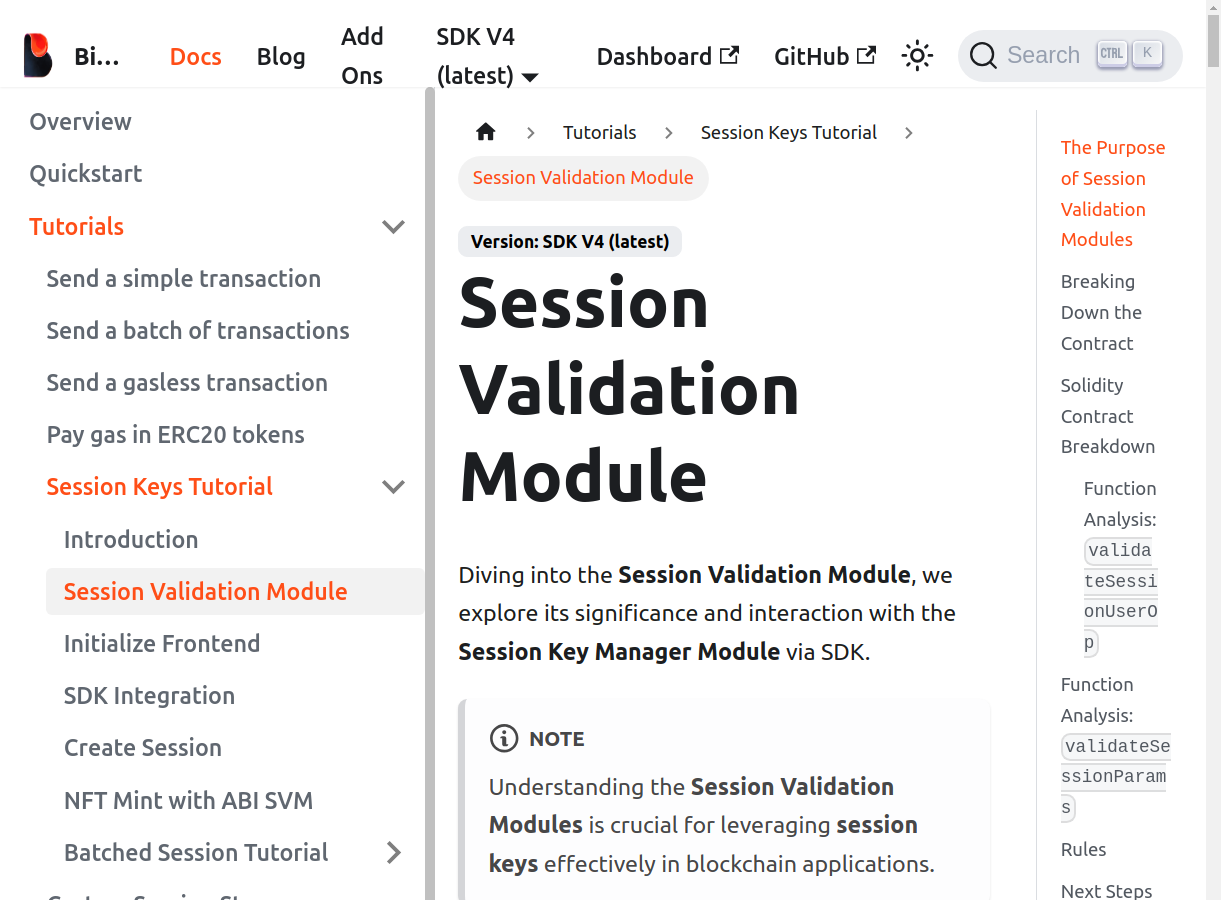 Bi...
Docs
Blog
Add
Ons
SDK V4
(latest)
Dashboard
GitHub
Search
CTRL
K
Overview
Quickstart
Tutorials
Send a simple transaction
Send a batch of transactions
Send a gasless transaction
Pay gas in ERC20 tokens
Session Keys Tutorial
Introduction
Session Validation Module
Initialize Frontend
SDK Integration
Create Session
NFT Mint with ABI SVM
Batched Session Tutorial
Tutorials
Session Keys Tutorial
Session Validation Module
Version: SDK V4 (latest)
Session
Validation
Module
Diving into the Session Validation Module, we
explore its significance and interaction with the
Session Key Manager Module via SDK.
NOTE
Understanding the Session Validation
Modules is crucial for leveraging session
keys effectively in blockchain applications.
The Purpose
of Session
Validation
Modules
Breaking
Down the
Contract
Solidity
Contract
Breakdown
Function
Analysis:
valida
teSessi
onUserO
p
Function
Analysis:
validateSe
ssionParam
s
Rules
Next Steps